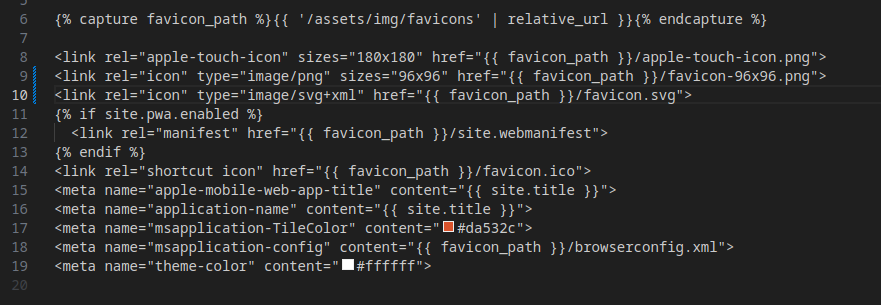 5
6 {% capture favicon_path %}{{ '/assets/img/favicons' | relative_url }}{% endcapture %}
7
8 <link rel="apple-touch-icon" sizes="180x180" href="{{ favicon_path }}/apple-touch-icon.png">
9 <link rel="icon" type="image/png" sizes="96x96" href="{{ favicon_path }}/favicon-96x96.png">
10 <link rel="icon" type="image/svg+xml" href="{{ favicon_path }}/favicon.svg">
11 {% if site.pwa.enabled %}
12   <link rel="manifest" href="{{ favicon_path }}/site.webmanifest">
13 {% endif %}
14 <link rel="shortcut icon" href="{{ favicon_path }}/favicon.ico">
15 <meta name="apple-mobile-web-app-title" content="{{ site.title }}">
16 <meta name="application-name" content="{{ site.title }}">
17 <meta name="msapplication-TileColor" content="#da532c">
18 <meta name="msapplication-config" content="{{ favicon_path }}/browserconfig.xml">
19 <meta name="theme-color" content="#ffffff">
20